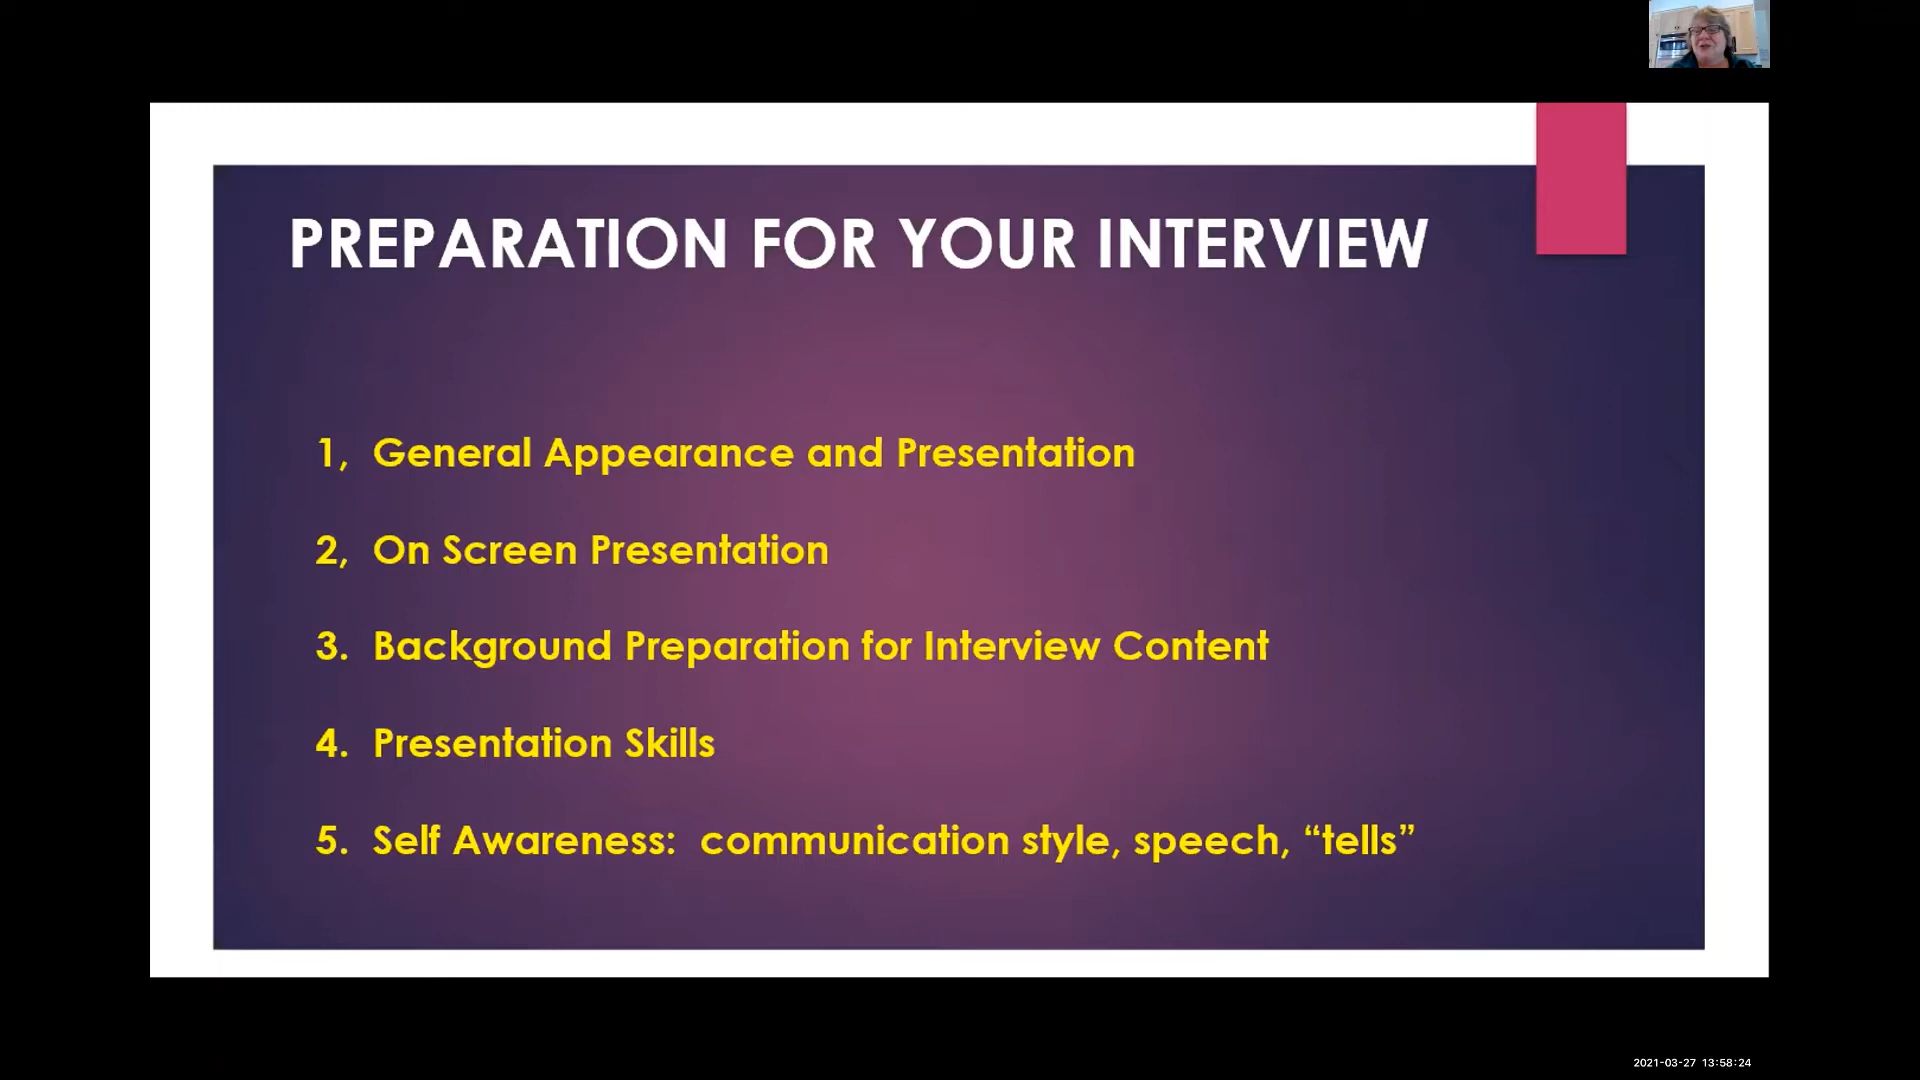 PREPARATION FOR YOUR INTERVIEW
1, General Appearance and Presentation
2, On Screen Presentation
3. Background Preparation for Interview Content
4. Presentation Skills
5. Self Awareness: communication style, speech, “tells”
2021-03-27 13:58:24